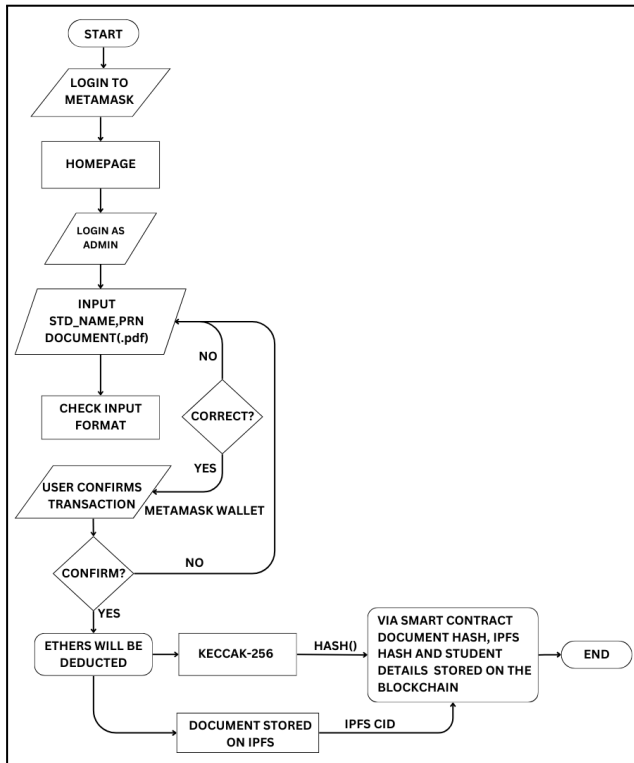 START
LOGIN TO
METAMASK
HOMEPAGE
LOGIN AS
ADMIN
INPUT
STD_NAME,PRN
DOCUMENT(.pdf)
NO
CHECK INPUT
FORMAT
CORRECT?
YES
USER CONFIRMS
TRANSACTION
METAMASK WALLET
CONFIRM?
NO
YES
ETHERS WILL BE
DEDUCTED
KECCAK-256
HASH()
VIA SMART CONTRACT
DOCUMENT HASH, IPFS
HASH AND STUDENT
DETAILS STORED ON THE
BLOCKCHAIN
END
DOCUMENT STORED
ON IPFS
IPFS CID